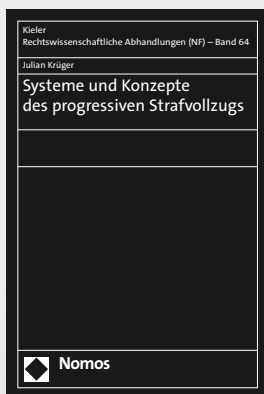 Kieler
Rechtswissenschaftliche Abhandlungen (NF) – Band 64
Julian Krüger
Systeme und Konzepte
des progressiven Strafvollzugs
Nomos